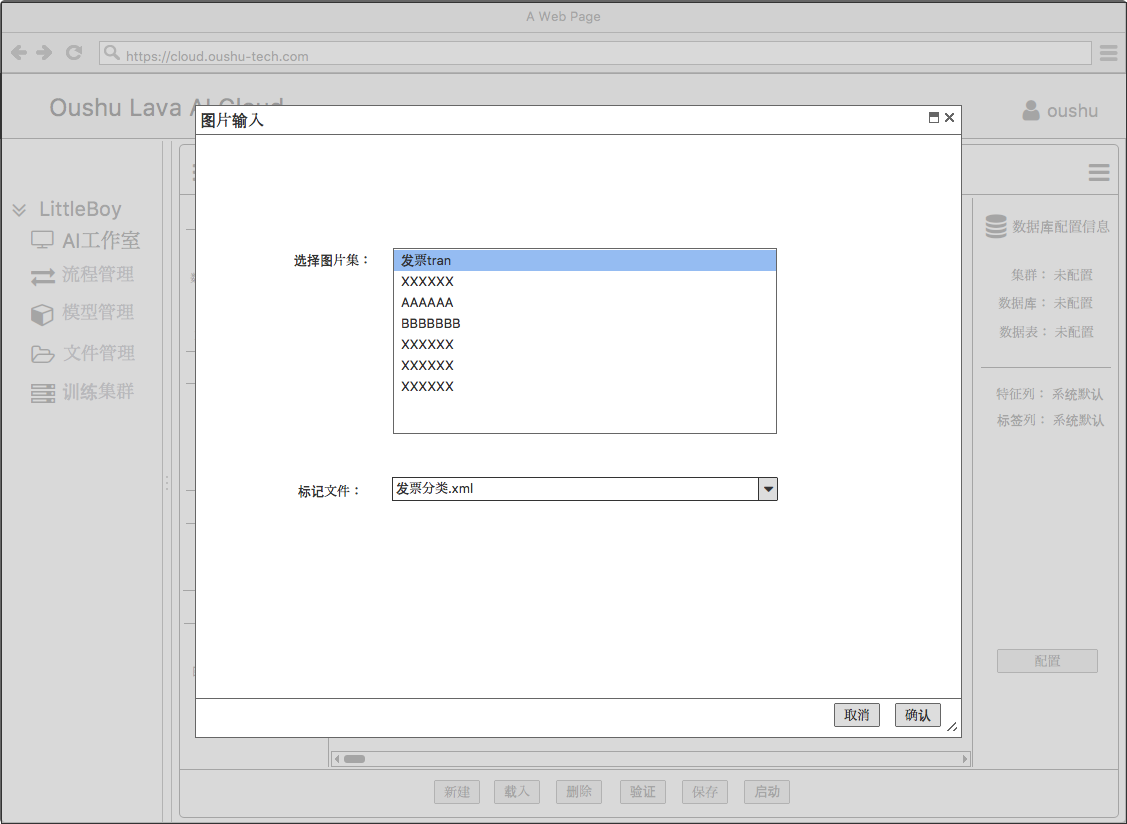 A Web Page
https://cloud.oushu-tech.com
Oushu Lava AI Cloud
oushu
图片输入
LittleBoy
AI工作室
流程管理
模型管理
文件管理
训练集群
选择图片集：
发票tran
XXXXXX
AAAAAA
BBBBBBB
XXXXXX
XXXXXX
XXXXXX
标记文件：
发票分类.xml
取消
确认
数据库配置信息
集群： 未配置
数据库： 未配置
数据表： 未配置
特征列： 系统默认
标签列： 系统默认
配置
新建
载入
删除
验证
保存
启动